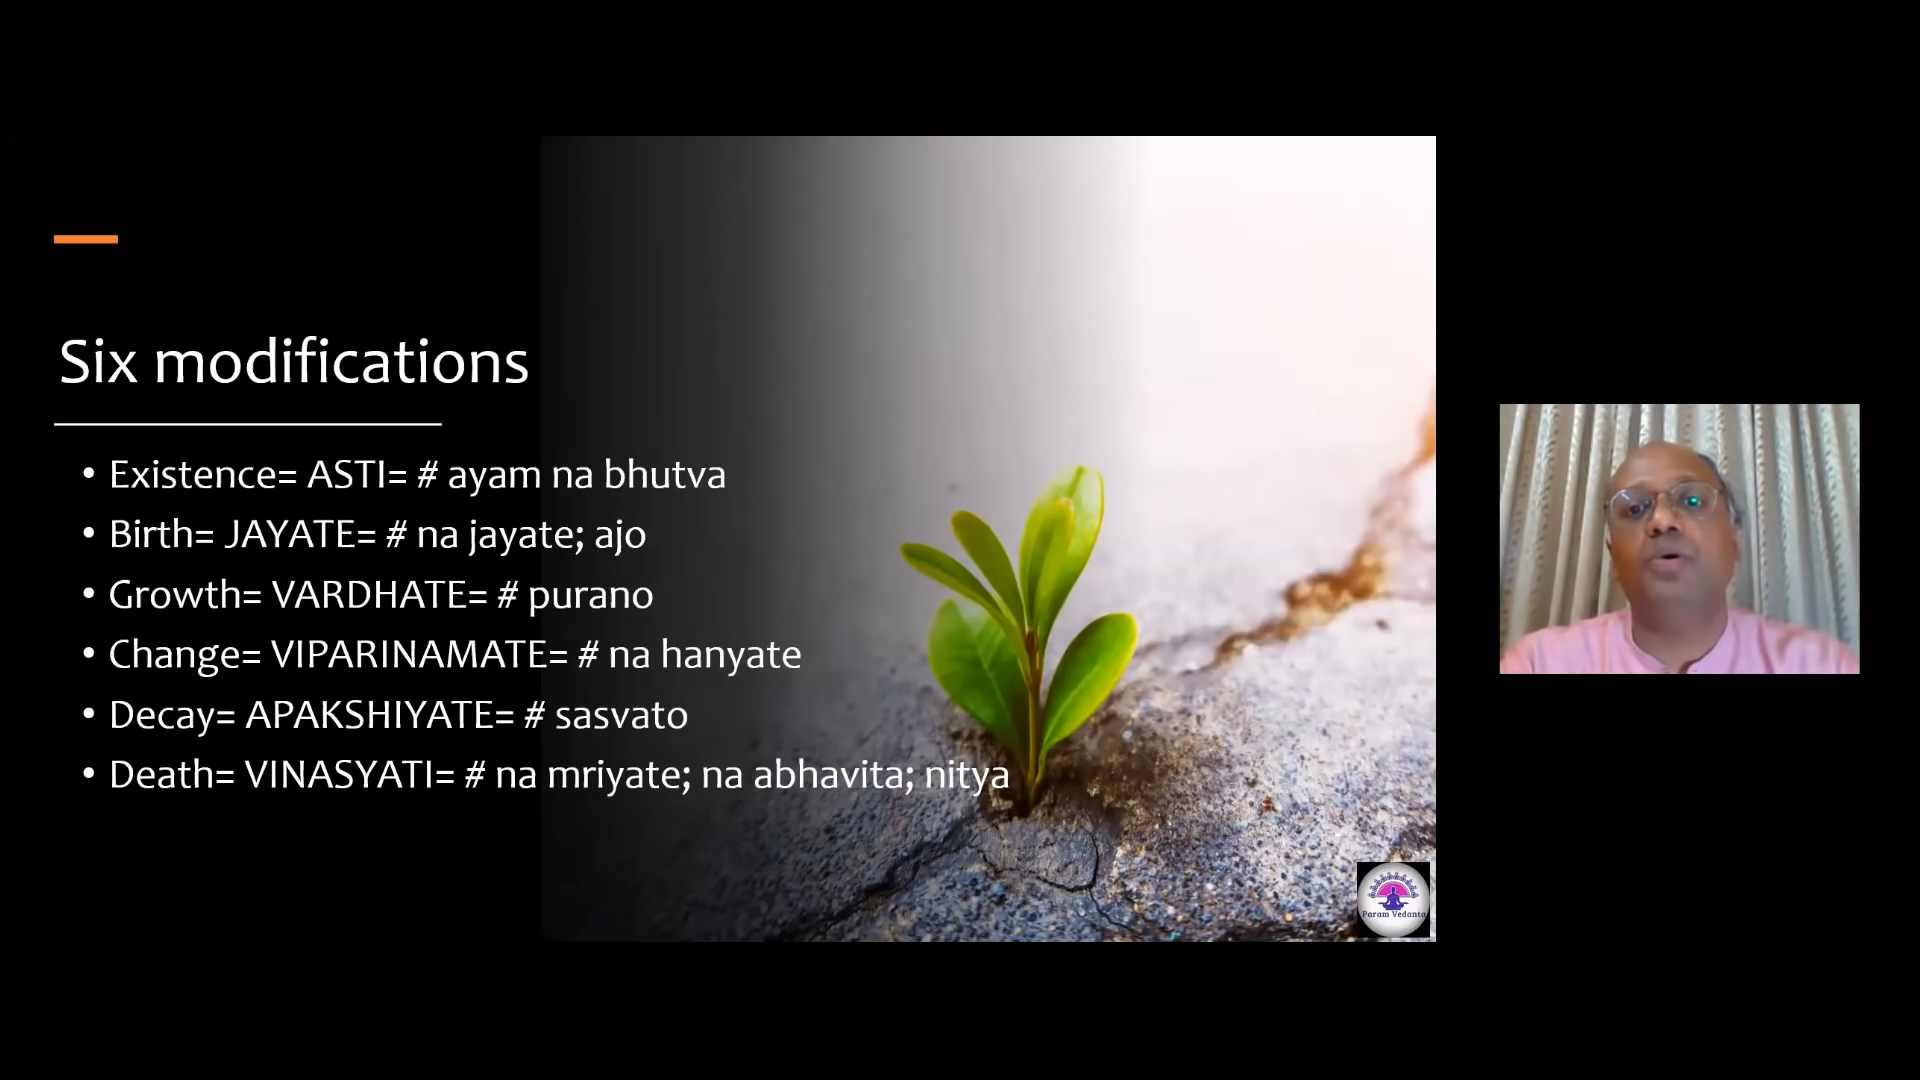 Six modifications
• Existence= ASTI= # ayam na bhutva
• Birth= JAYATE= # na jayate; ajo
• Growth= VARDHATE= # purano
• Change= VIPARINAMATE= # na hanyate
• Decay= APAKSHIYATE= # sasvato
• Death= VINASYATI= # na mriyate; na abhavita; nitya
Param Vedanta